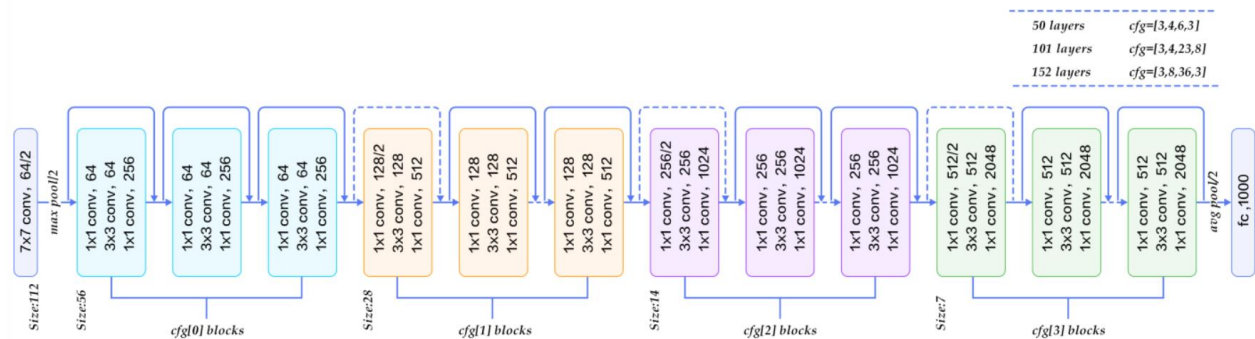 50 layers cfg=[3,4,6,3]
101 layers cfg=[3,4,23,8]
152 layers cfg=[3,8,36,3]
7x7 conv, 64/2
max pool/2
1x1 conv, 64
3x3 conv, 64
1x1 conv, 256
1x1 conv, 64
3x3 conv, 64
1x1 conv, 256
1x1 conv, 64
3x3 conv, 64
1x1 conv, 256
1x1 conv, 128/2
3x3 conv, 128
1x1 conv, 512
1x1 conv, 128
3x3 conv, 128
1x1 conv, 512
1x1 conv, 128
3x3 conv, 128
1x1 conv, 512
1x1 conv, 256/2
3x3 conv, 256
1x1 conv, 1024
1x1 conv, 256
3x3 conv, 256
1x1 conv, 1024
1x1 conv, 256
3x3 conv, 256
1x1 conv, 1024
1x1 conv, 512/2
3x3 conv, 512
1x1 conv, 2048
1x1 conv, 512
3x3 conv, 512
1x1 conv, 2048
1x1 conv, 512
3x3 conv, 512
1x1 conv, 2048
avg pool/2
fc ,1000
Size:112
Size:56
cfg[0] blocks
Size:28
cfg[1] blocks
Size:14
cfg[2] blocks
Size:7
cfg[3] blocks